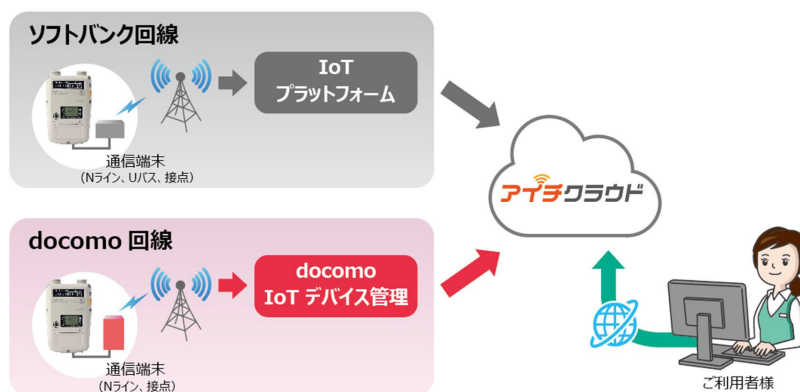 ソフトバンク回線
IoT
プラットフォーム
通信端末
(Nライン、Uバス、接点)
アイチクラウド
docomo 回線
docomo
IoT デバイス管理
通信端末
(Nライン、接点)
ご利用者様